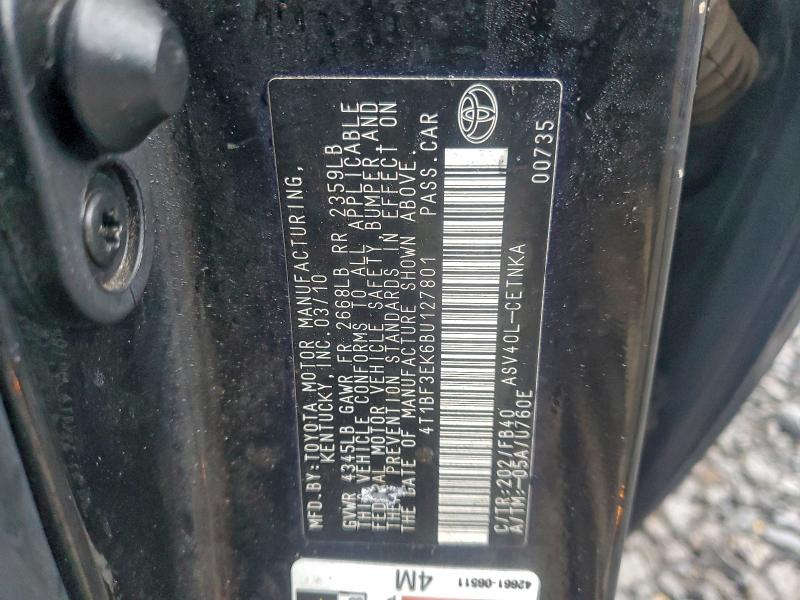 MFD.BY:TOYOTA MOTOR MANUFACTURING,
KENTUCKY, INC.03/10
GVWR 4345LB GAWR FR 2668LB RR 2359LB
THIS VEHICLE CONFORMS TO ALL APPLICABLE
FEDERAL MOTOR VEHICLE SAFETY BUMPER AND
THEFT PREVENTION STANDARDS IN EFFECT ON
THE DATE OF MANUFACTURE SHOWN ABOVE.
4T1BF3EK6BU127801 PASS.CAR
C/TR:202/FB40 ASV40L-CETNKA
A/TM:-05A/U760E 00735
42661-06511
4M